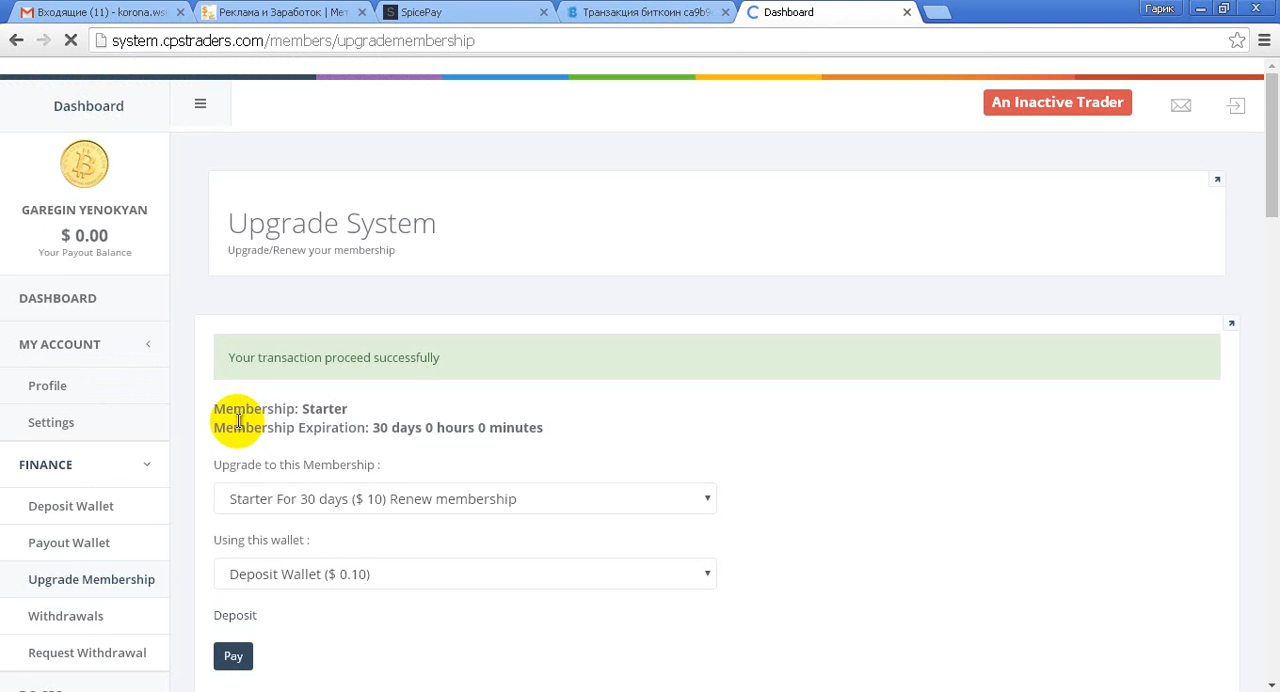 Входящие (11) - korona.ws
Реклама и Заработок | Мет
SpicePay
Транзакция биткоин ca9b9
Dashboard
Гарик
system.cpstraders.com/members/upgrademembership
Dashboard
An Inactive Trader
GAREGIN YENOKYAN
$ 0.00
Your Payout Balance
DASHBOARD
MY ACCOUNT
Profile
Settings
FINANCE
Deposit Wallet
Payout Wallet
Upgrade Membership
Withdrawals
Request Withdrawal
Upgrade System
Upgrade/Renew your membership
Your transaction proceed successfully
Membership: Starter
Membership Expiration: 30 days 0 hours 0 minutes
Upgrade to this Membership :
Starter For 30 days ($ 10) Renew membership
Using this wallet :
Deposit Wallet ($ 0.10)
Deposit
Pay